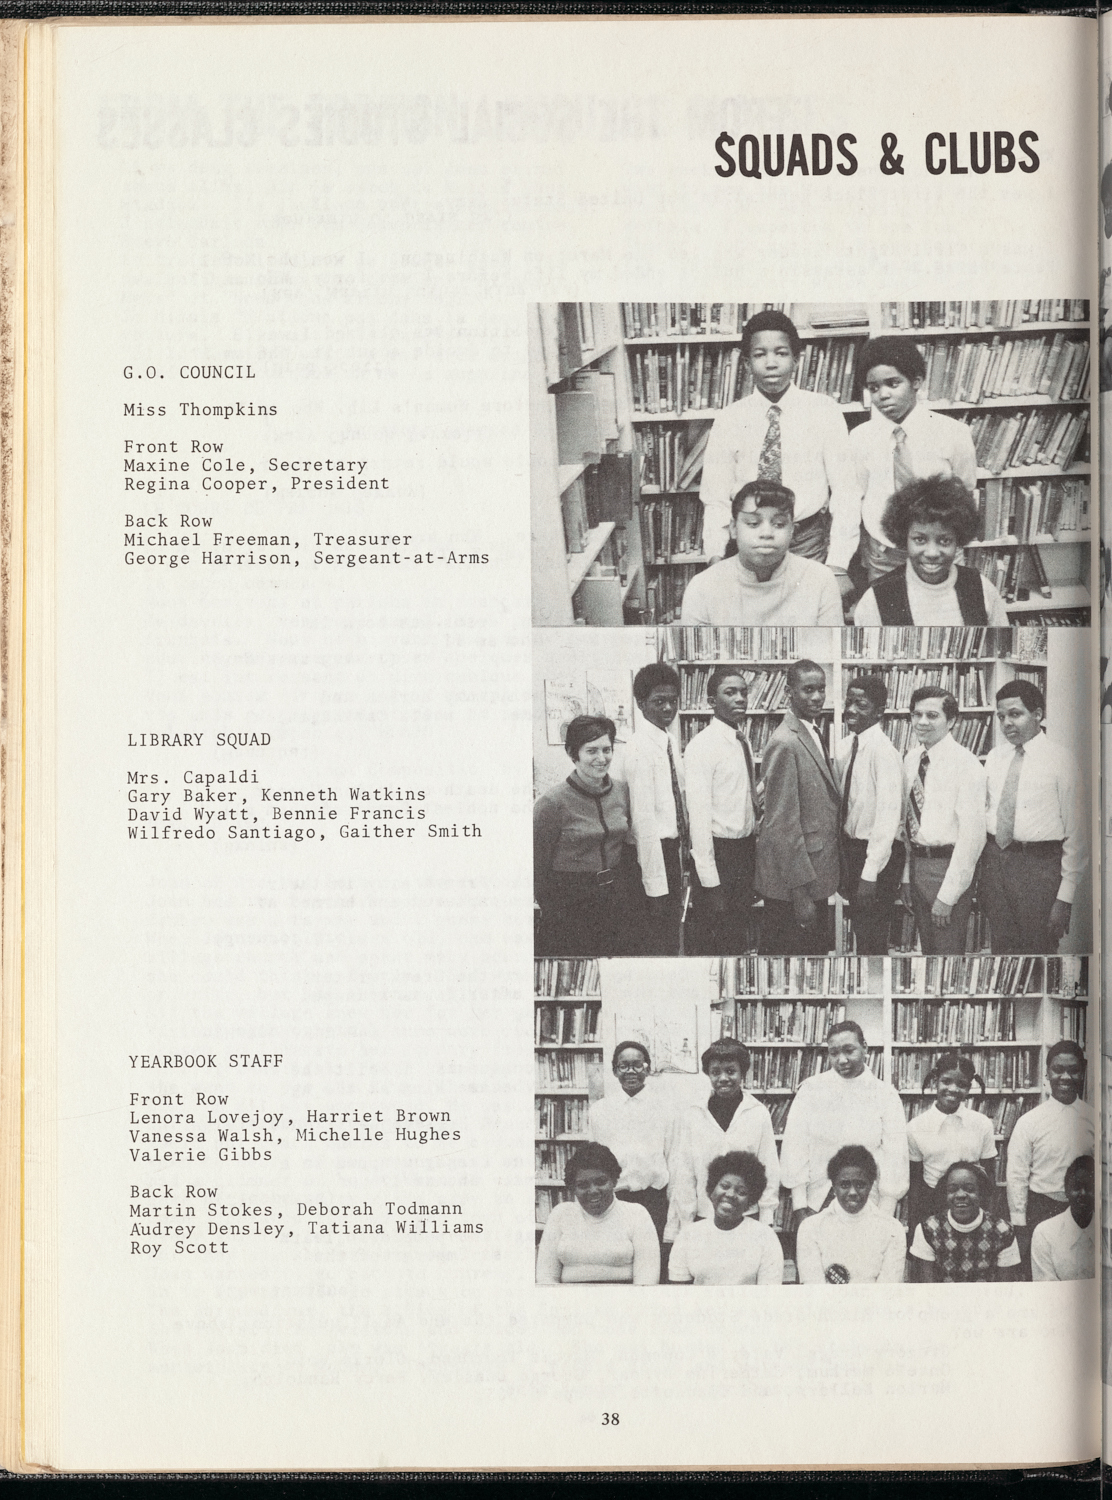 SQUADS & CLUBS
G.O. COUNCIL
Miss Thompkins
Front Row
Maxine Cole, Secretary
Regina Cooper, President
Back Row
Michael Freeman, Treasurer
George Harrison, Sergeant-at-Arms
LIBRARY SQUAD
Mrs. Capaldi
Gary Baker, Kenneth Watkins
David Wyatt, Bennie Francis
Wilfredo Santiago, Gaither Smith
YEARBOOK STAFF
Front Row
Lenora Lovejoy, Harriet Brown
Vanessa Walsh, Michelle Hughes
Valerie Gibbs
Back Row
Martin Stokes, Deborah Todmann
Audrey Densley, Tatiana Williams
Roy Scott
38